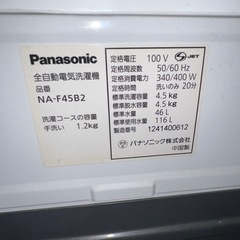 Panasonic
全自動電気洗濯機
品番
NA-F45B2
洗濯コースの容量
手洗い 1.2kg
定格電圧 100 V JET
定格周波数 50/60 Hz
定格消費電力 340/400 W
定格時間 洗いのみ 20分
標準洗濯容量 4.5 kg
標準脱水容量 4.5 kg
標準水量 46 L
標準使用水量 116 L
製造番号 1241400612
パナソニック株式会社
中国製